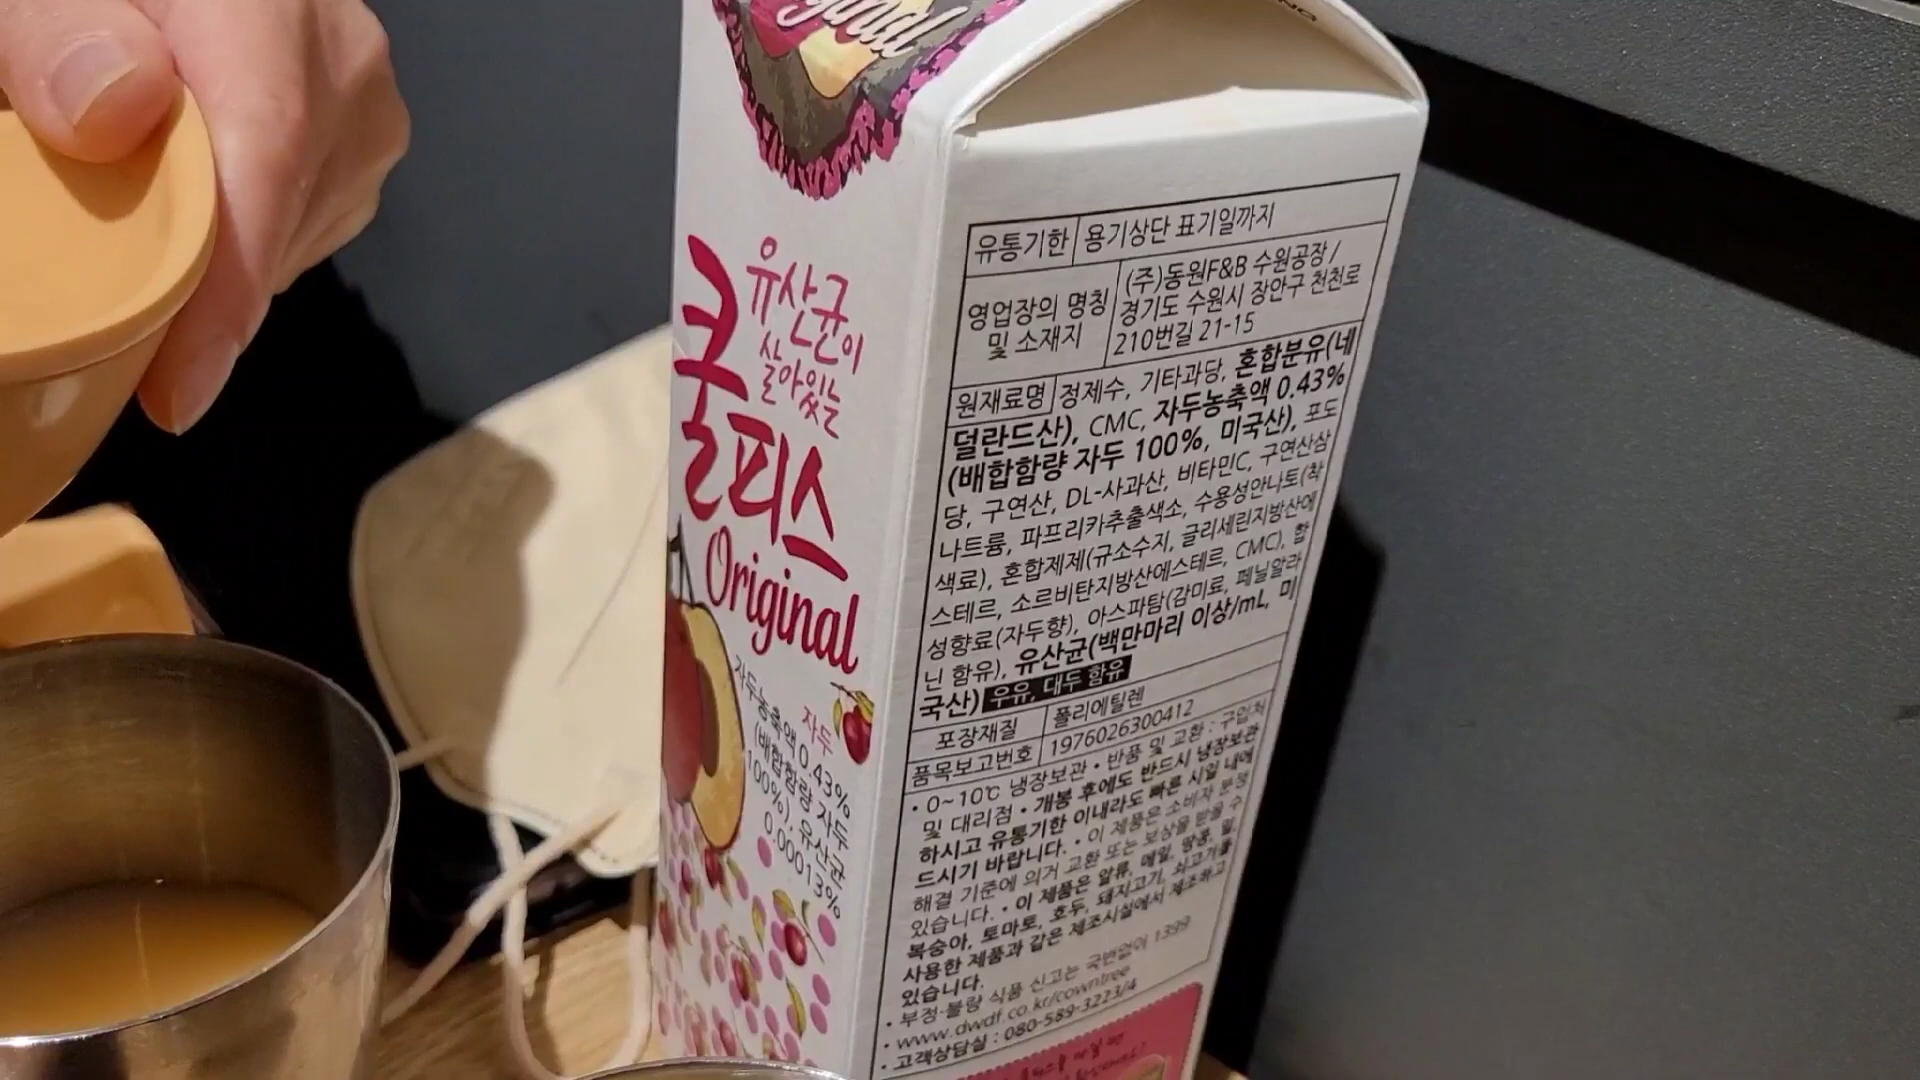 Original
유산균이
살아있는
쿨피스
Original
자두
자두농축액 0.43%
(배합함량 자두
100%), 유산균
0.00013%
유통기한 용기상단 표기일까지
영업장의 명칭 및 소재지 (주)동원F&B 수원공장 /
경기도 수원시 장안구 천천로
210번길 21-15
원재료명 정제수, 기타과당, 혼합분유(네
덜란드산), CMC, 자두농축액 0.43%
(배합함량 자두 100%, 미국산), 포도
당, 구연산, DL-사과산, 비타민C, 구연산삼
나트륨, 파프리카추출색소, 수용성안나토(착
색료), 혼합제제(규소수지, 글리세린지방산에
스테르, 소르비탄지방산에스테르, CMC), 합
성향료(자두향), 아스파탐(감미료, 페닐알라
닌 함유), 유산균(백만마리 이상/mL, 미
국산) 우유, 대두 함유
포장재질 폴리에틸렌
품목보고번호 1976026300412
• 0~10℃ 냉장보관 • 반품 및 교환 : 구입처
및 대리점 • 개봉 후에도 반드시 냉장보관
하시고 유통기한 이내라도 빠른 시일 내에
드시기 바랍니다. • 이 제품은 소비자 분쟁
해결 기준에 의거 교환 또는 보상을 받을 수
있습니다. • 이 제품은 알류, 메밀, 땅콩, 밀,
복숭아, 토마토, 호두, 돼지고기, 쇠고기를
사용한 제품과 같은 제조시설에서 제조하고
있습니다.
• 부정·불량 식품 신고는 국번없이 1399
• www.dwdf.co.kr/cowntree
• 고객상담실 : 080-589-3223/4